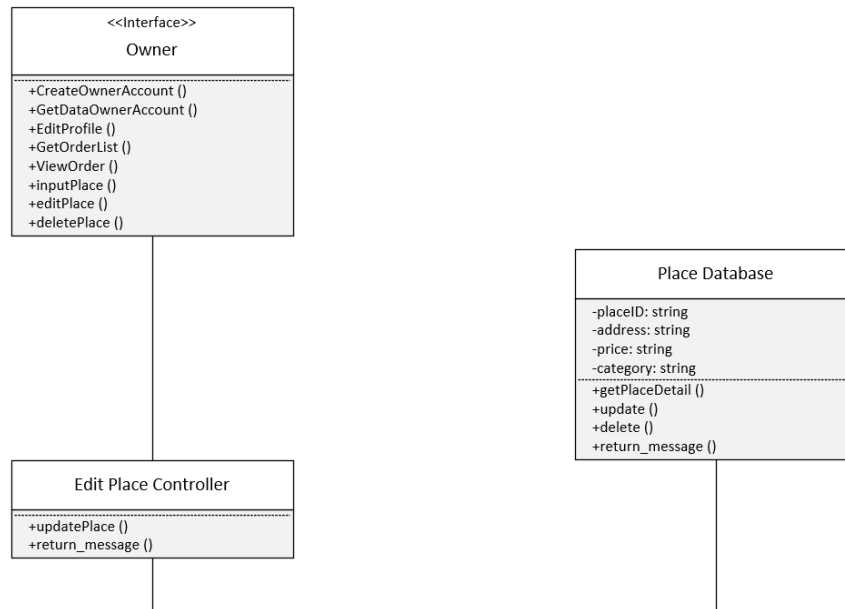 <<Interface>>
Owner
+CreateOwnerAccount ()
+GetDataOwnerAccount ()
+EditProfile ()
+GetOrderList ()
+ViewOrder ()
+inputPlace ()
+editPlace ()
+deletePlace ()
Place Database
-placeID: string
-address: string
-price: string
-category: string
+getPlaceDetail ()
+update ()
+delete ()
+return_message ()
Edit Place Controller
+updatePlace ()
+return_message ()